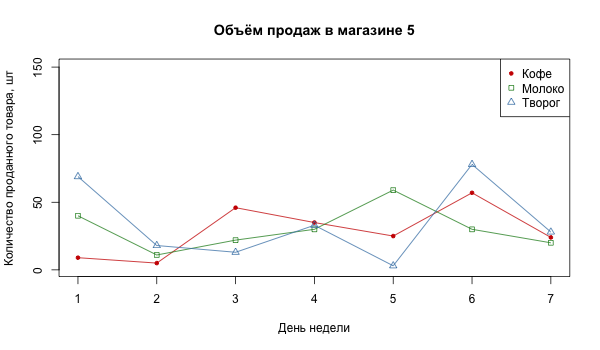 Объём продаж в магазине 5
Количество проданного товара, шт
150
100
50
0
Кофе
Молоко
Творог
1 2 3 4 5 6 7
День недели